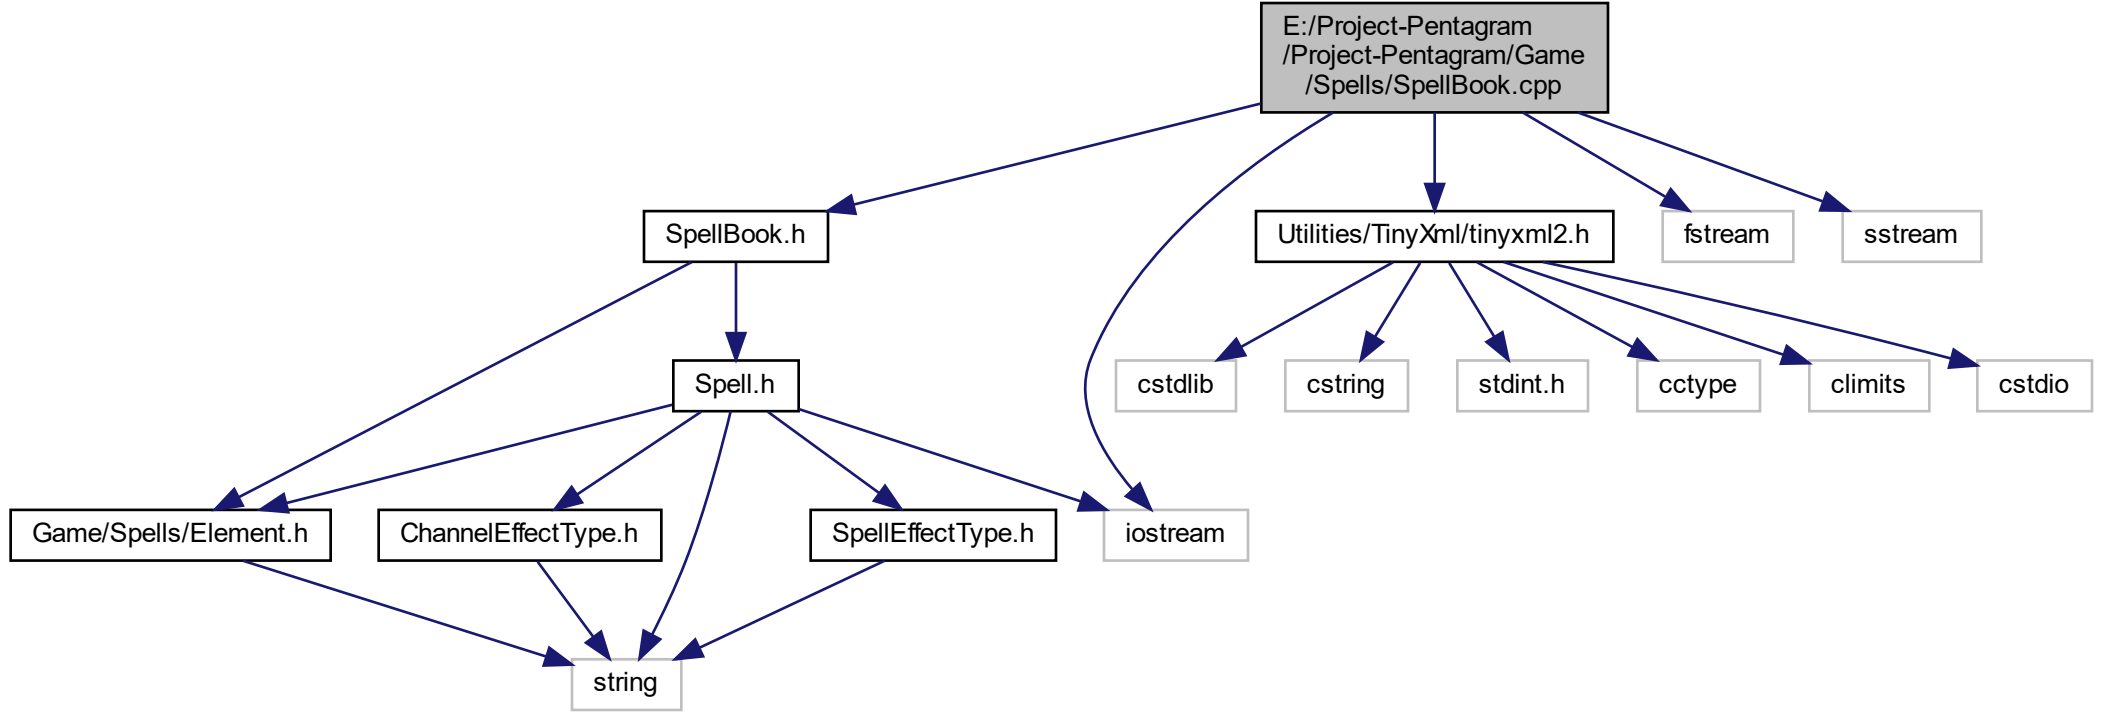 E:/Project-Pentagram
/Project-Pentagram/Game
/Spells/SpellBook.cpp
SpellBook.h
Utilities/TinyXml/tinyxml2.h
fstream
sstream
Spell.h
cstdlib
cstring
stdint.h
cctype
climits
cstdio
Game/Spells/Element.h
ChannelEffectType.h
SpellEffectType.h
iostream
string